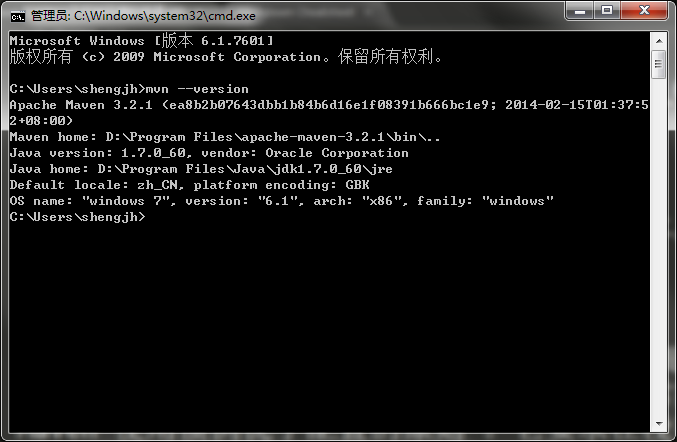 管理员: C:\Windows\system32\cmd.exe
Microsoft Windows [版本 6.1.7601]
版权所有 (c) 2009 Microsoft Corporation。保留所有权利。
C:\Users\shengjh>mvn --version
Apache Maven 3.2.1 (ea8b2b07643dbb1b84b6d16e1f08391b666bc1e9; 2014-02-15T01:37:5
2+08:00)
Maven home: D:\Program Files\apache-maven-3.2.1\bin\..
Java version: 1.7.0_60, vendor: Oracle Corporation
Java home: D:\Program Files\Java\jdk1.7.0_60\jre
Default locale: zh_CN, platform encoding: GBK
OS name: "windows 7", version: "6.1", arch: "x86", family: "windows"
C:\Users\shengjh>